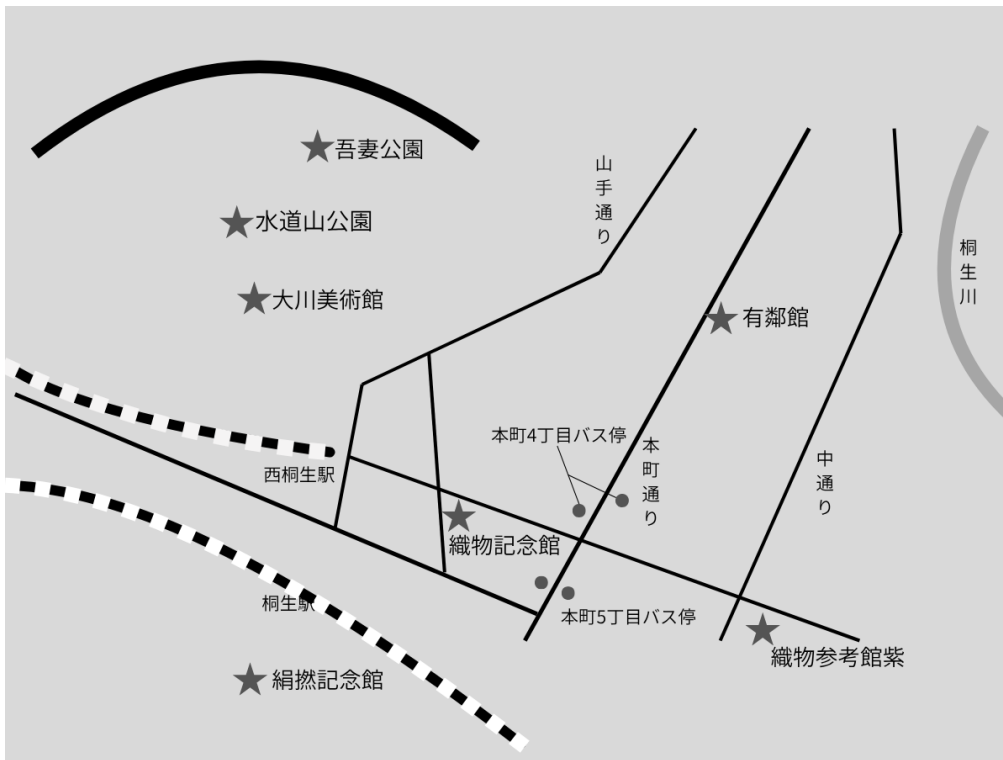 吾妻公園
山手通り
水道山公園
桐生川
大川美術館
有鄰館
本町4丁目バス停
本町通り
中通り
西桐生駅
織物記念館
桐生駅
本町5丁目バス停
織物参考館紫
絹撚記念館